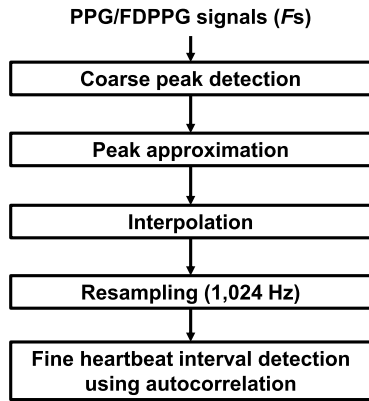 PPG/FDPPG signals (Fs)
Coarse peak detection
Peak approximation
Interpolation
Resampling (1,024 Hz)
Fine heartbeat interval detection
using autocorrelation